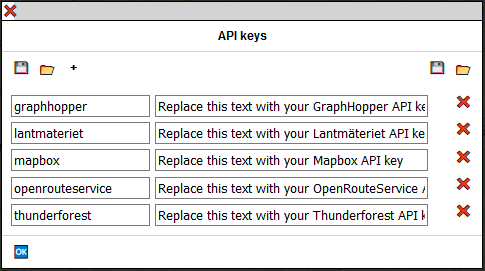 API keys
+
graphhopper Replace this text with your GraphHopper API ke
lantmateriet Replace this text with your Lantmäteriet API ke
mapbox Replace this text with your Mapbox API key
openrouteservice Replace this text with your OpenRouteService A
thunderforest Replace this text with your Thunderforest API k
OK